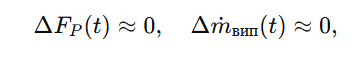 ΔF_P(t) ≈ 0,  Δṁ_вип(t) ≈ 0,